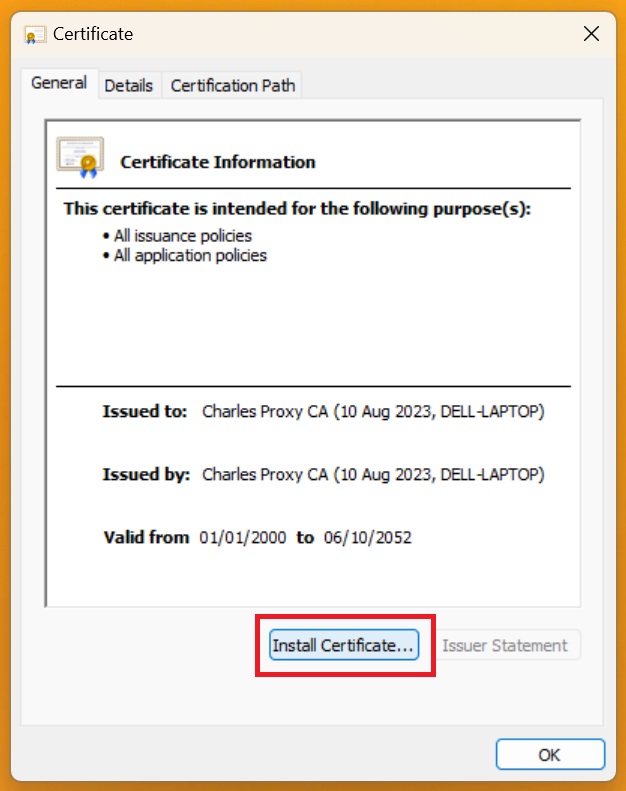 Certificate
General Details Certification Path
Certificate Information
This certificate is intended for the following purpose(s):
• All issuance policies
• All application policies
Issued to: Charles Proxy CA (10 Aug 2023, DELL-LAPTOP)
Issued by: Charles Proxy CA (10 Aug 2023, DELL-LAPTOP)
Valid from 01/01/2000 to 06/10/2052
Install Certificate... Issuer Statement
OK